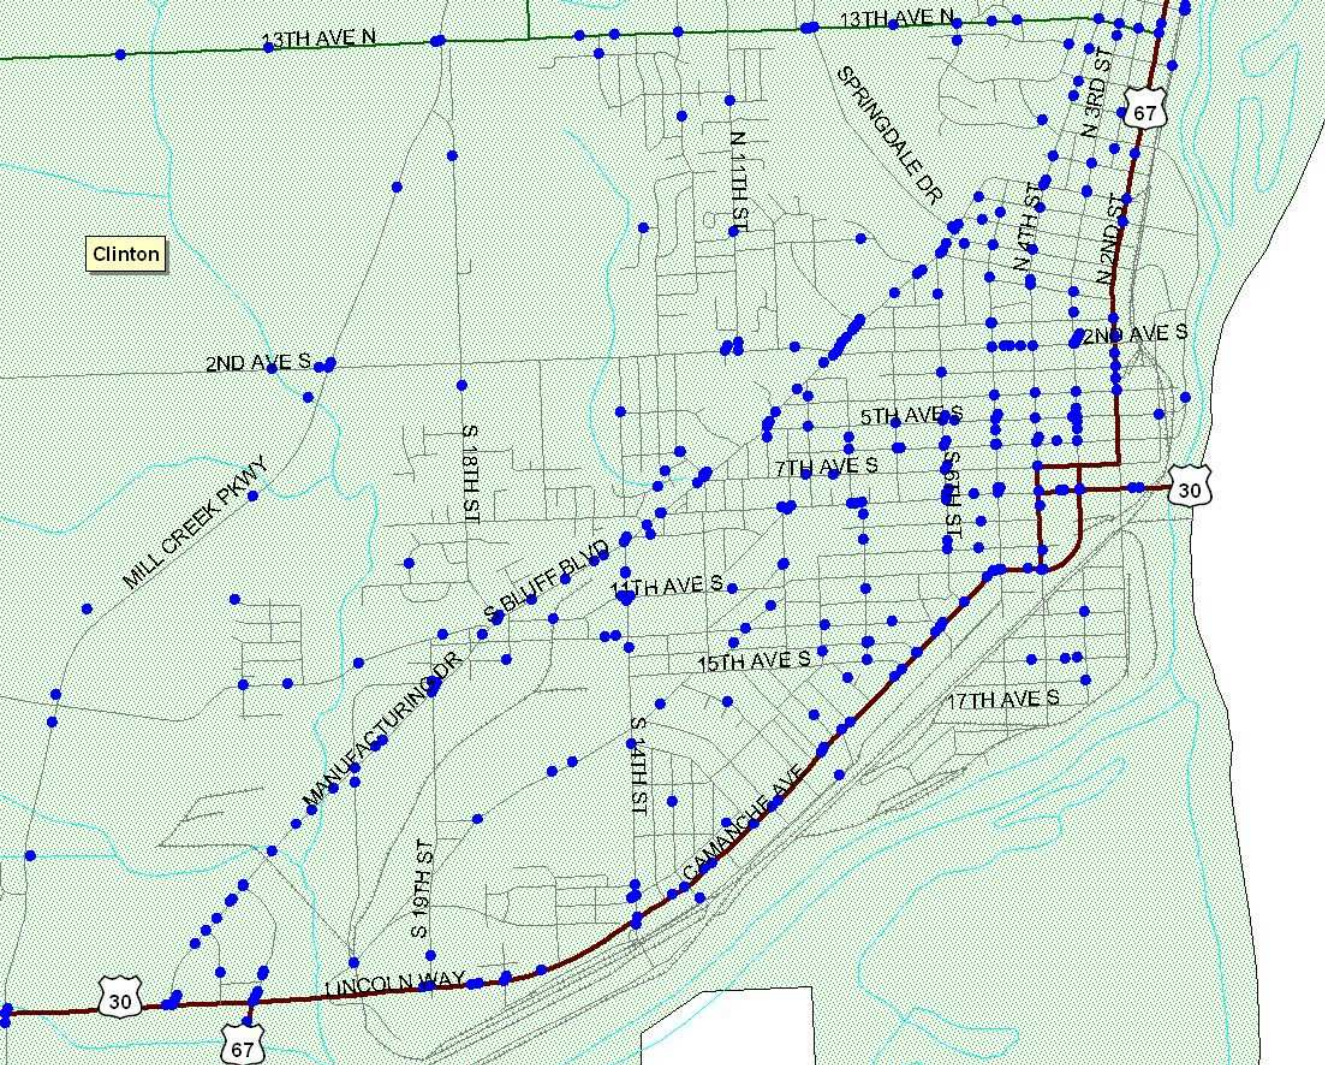 13TH AVE N
13TH AVE N
SPRINGDALE DR
N 3RD ST
67
N 11TH ST
N 4TH ST
N 2ND ST
Clinton
2ND AVE S
2ND AVE S
5TH AVE S
S 18TH ST
7TH AVE S
S 6TH ST
30
MILL CREEK PKWY
S BLUFF BLVD
11TH AVE S
15TH AVE S
MANUFACTURING DR
17TH AVE S
S 14TH ST
CAMANCHE AVE
S 19TH ST
LINCOLN WAY
30
67